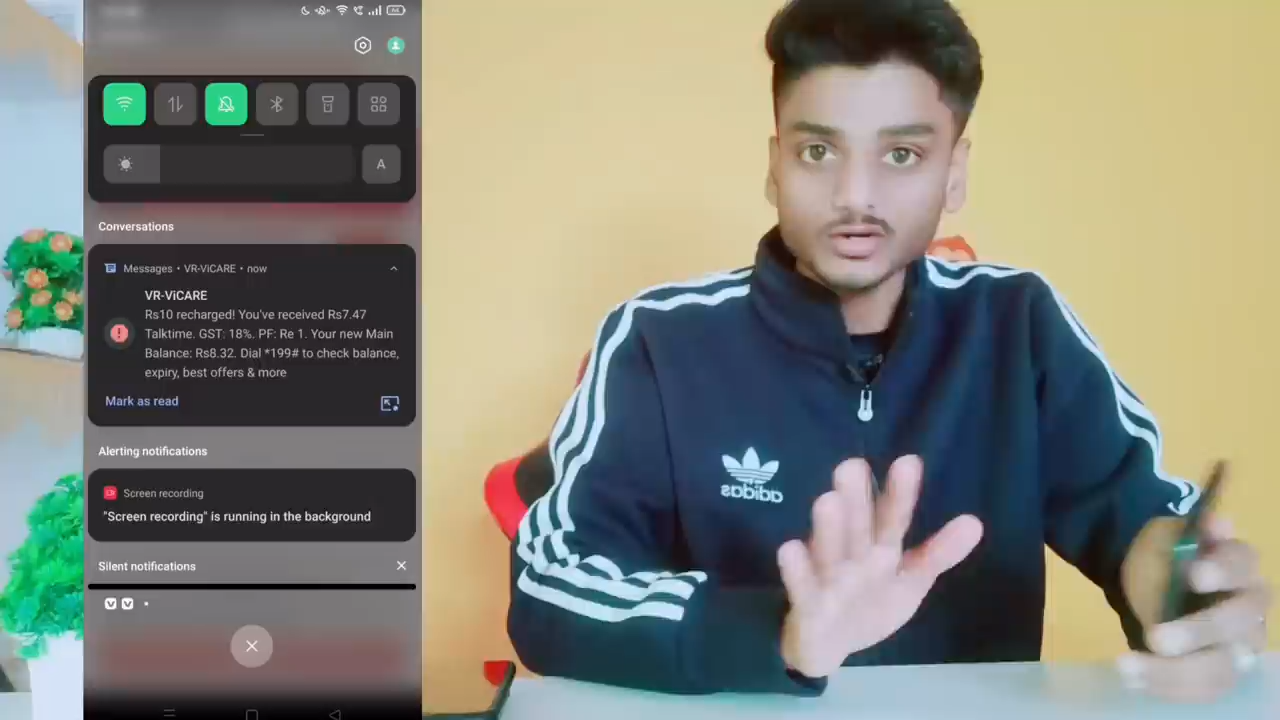 A
Conversations
Messages • VR-ViCARE • now
VR-ViCARE
Rs10 recharged! You've received Rs7.47
Talktime. GST: 18%. PF: Re 1. Your new Main
Balance: Rs8.32. Dial *199# to check balance,
expiry, best offers & more
Mark as read
Alerting notifications
Screen recording
"Screen recording" is running in the background
Silent notifications
adidas